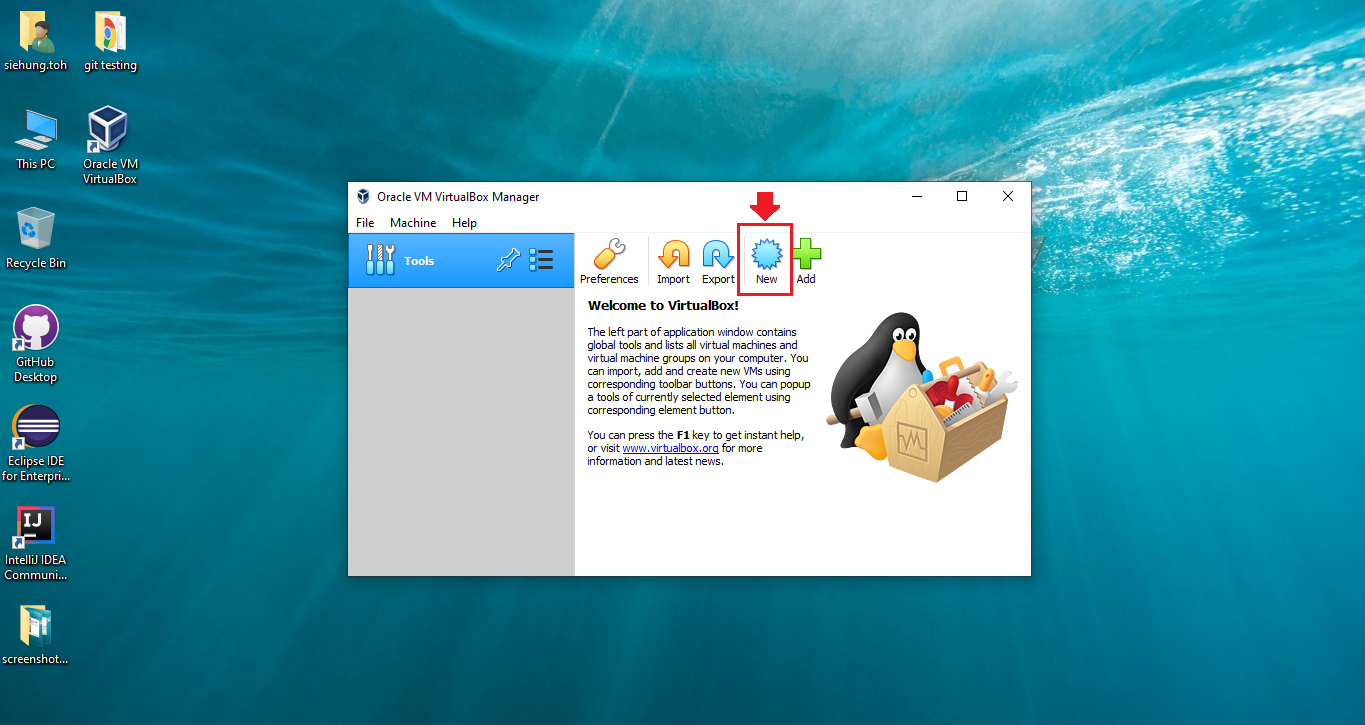 siehung.toh
git testing
This PC
Oracle VM
VirtualBox
Recycle Bin
GitHub
Desktop
Eclipse IDE
for Enterpri...
IJ
IntelliJ IDEA
Communi...
screenshot...
Oracle VM VirtualBox Manager
File Machine Help
Tools
Preferences Import Export New Add
Welcome to VirtualBox!
The left part of application window contains
global tools and lists all virtual machines and
virtual machine groups on your computer. You
can import, add and create new VMs using
corresponding toolbar buttons. You can popup
a tools of currently selected element using
corresponding element button.
You can press the F1 key to get instant help,
or visit www.virtualbox.org for more
information and latest news.